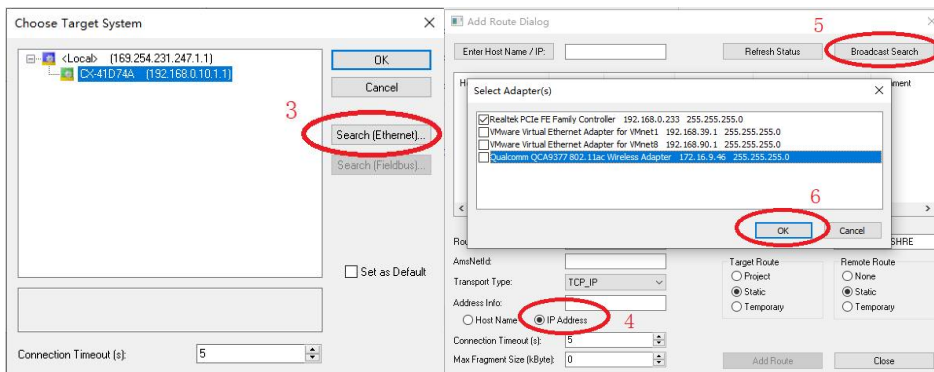 Choose Target System
<Local> (169.254.231.247.1.1)
CX-41D74A (192.168.0.10.1.1)
OK
Cancel
3
Search (Ethernet)...
Search (Fieldbus)...
Set as Default
Connection Timeout (s): 5
Add Route Dialog
5
Enter Host Name / IP:
Refresh Status
Broadcast Search
Select Adapter(s)
Realtek PCIe FE Family Controller 192.168.0.233 255.255.255.0
VMware Virtual Ethernet Adapter for VMnet1 192.168.39.1 255.255.255.0
VMware Virtual Ethernet Adapter for VMnet8 192.168.90.1 255.255.255.0
Qualcomm QCA9377 802.11ac Wireless Adapter 172.16.9.46 255.255.255.0
6
OK
Cancel
AmsNetId:
Target Route
Remote Route
Transport Type: TCP_IP
Project
None
Address Info:
Static
Static
Host Name
IP Address
4
Temporary
Temporary
Connection Timeout (s): 5
Max Fragment Size (kByte): 0
Add Route
Close